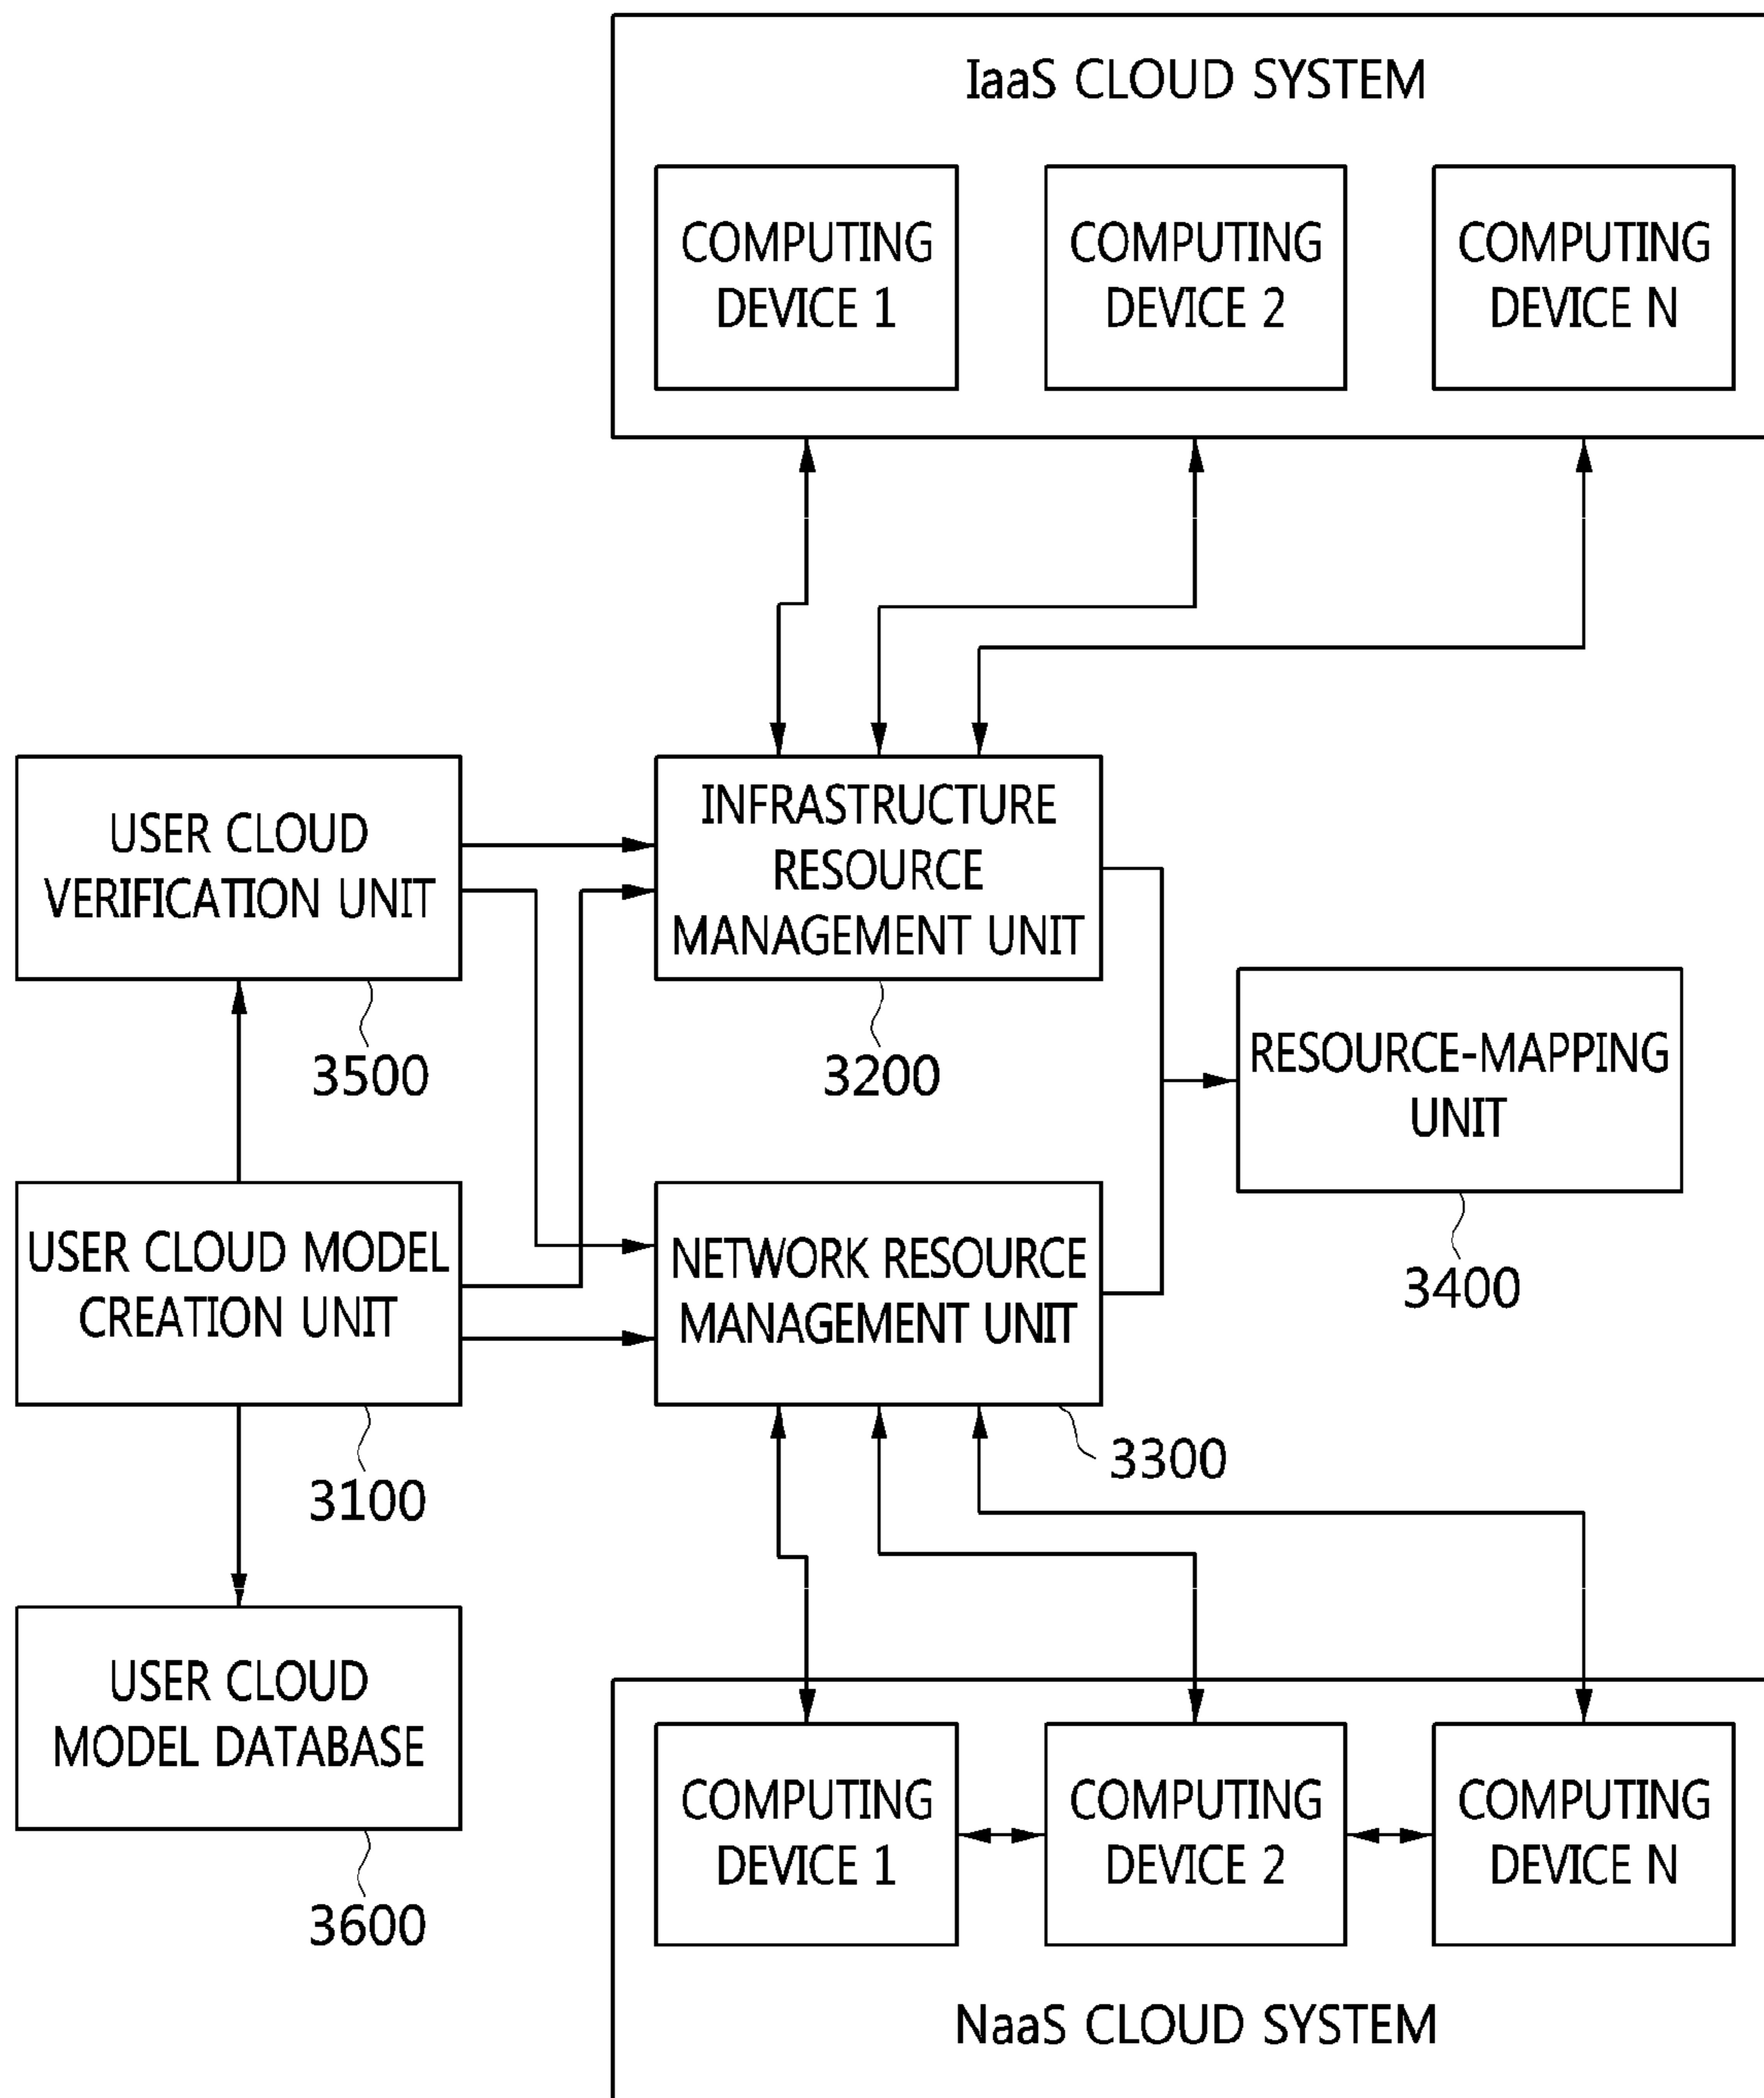 IaaS CLOUD SYSTEM
COMPUTING
DEVICE 1
COMPUTING
DEVICE 2
COMPUTING
DEVICE N
USER CLOUD
VERIFICATION UNIT
3500
INFRASTRUCTURE
RESOURCE
MANAGEMENT UNIT
3200
RESOURCE-MAPPING
UNIT
3400
USER CLOUD MODEL
CREATION UNIT
3100
NETWORK RESOURCE
MANAGEMENT UNIT
3300
USER CLOUD
MODEL DATABASE
3600
COMPUTING
DEVICE 1
COMPUTING
DEVICE 2
COMPUTING
DEVICE N
NaaS CLOUD SYSTEM